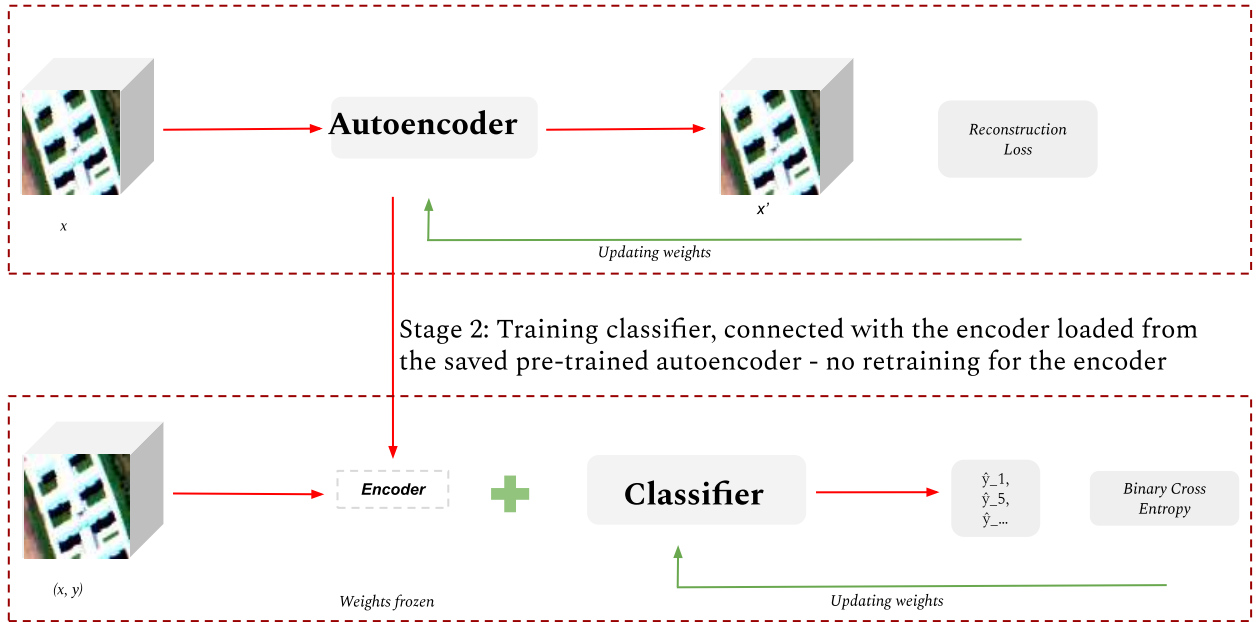 Autoencoder
Reconstruction
Loss
x
x’
Updating weights
Stage 2: Training classifier, connected with the encoder loaded from
the saved pre-trained autoencoder - no retraining for the encoder
Encoder
Classifier
ŷ_1,
ŷ_5,
ŷ_...
Binary Cross
Entropy
(x, y)
Weights frozen
Updating weights